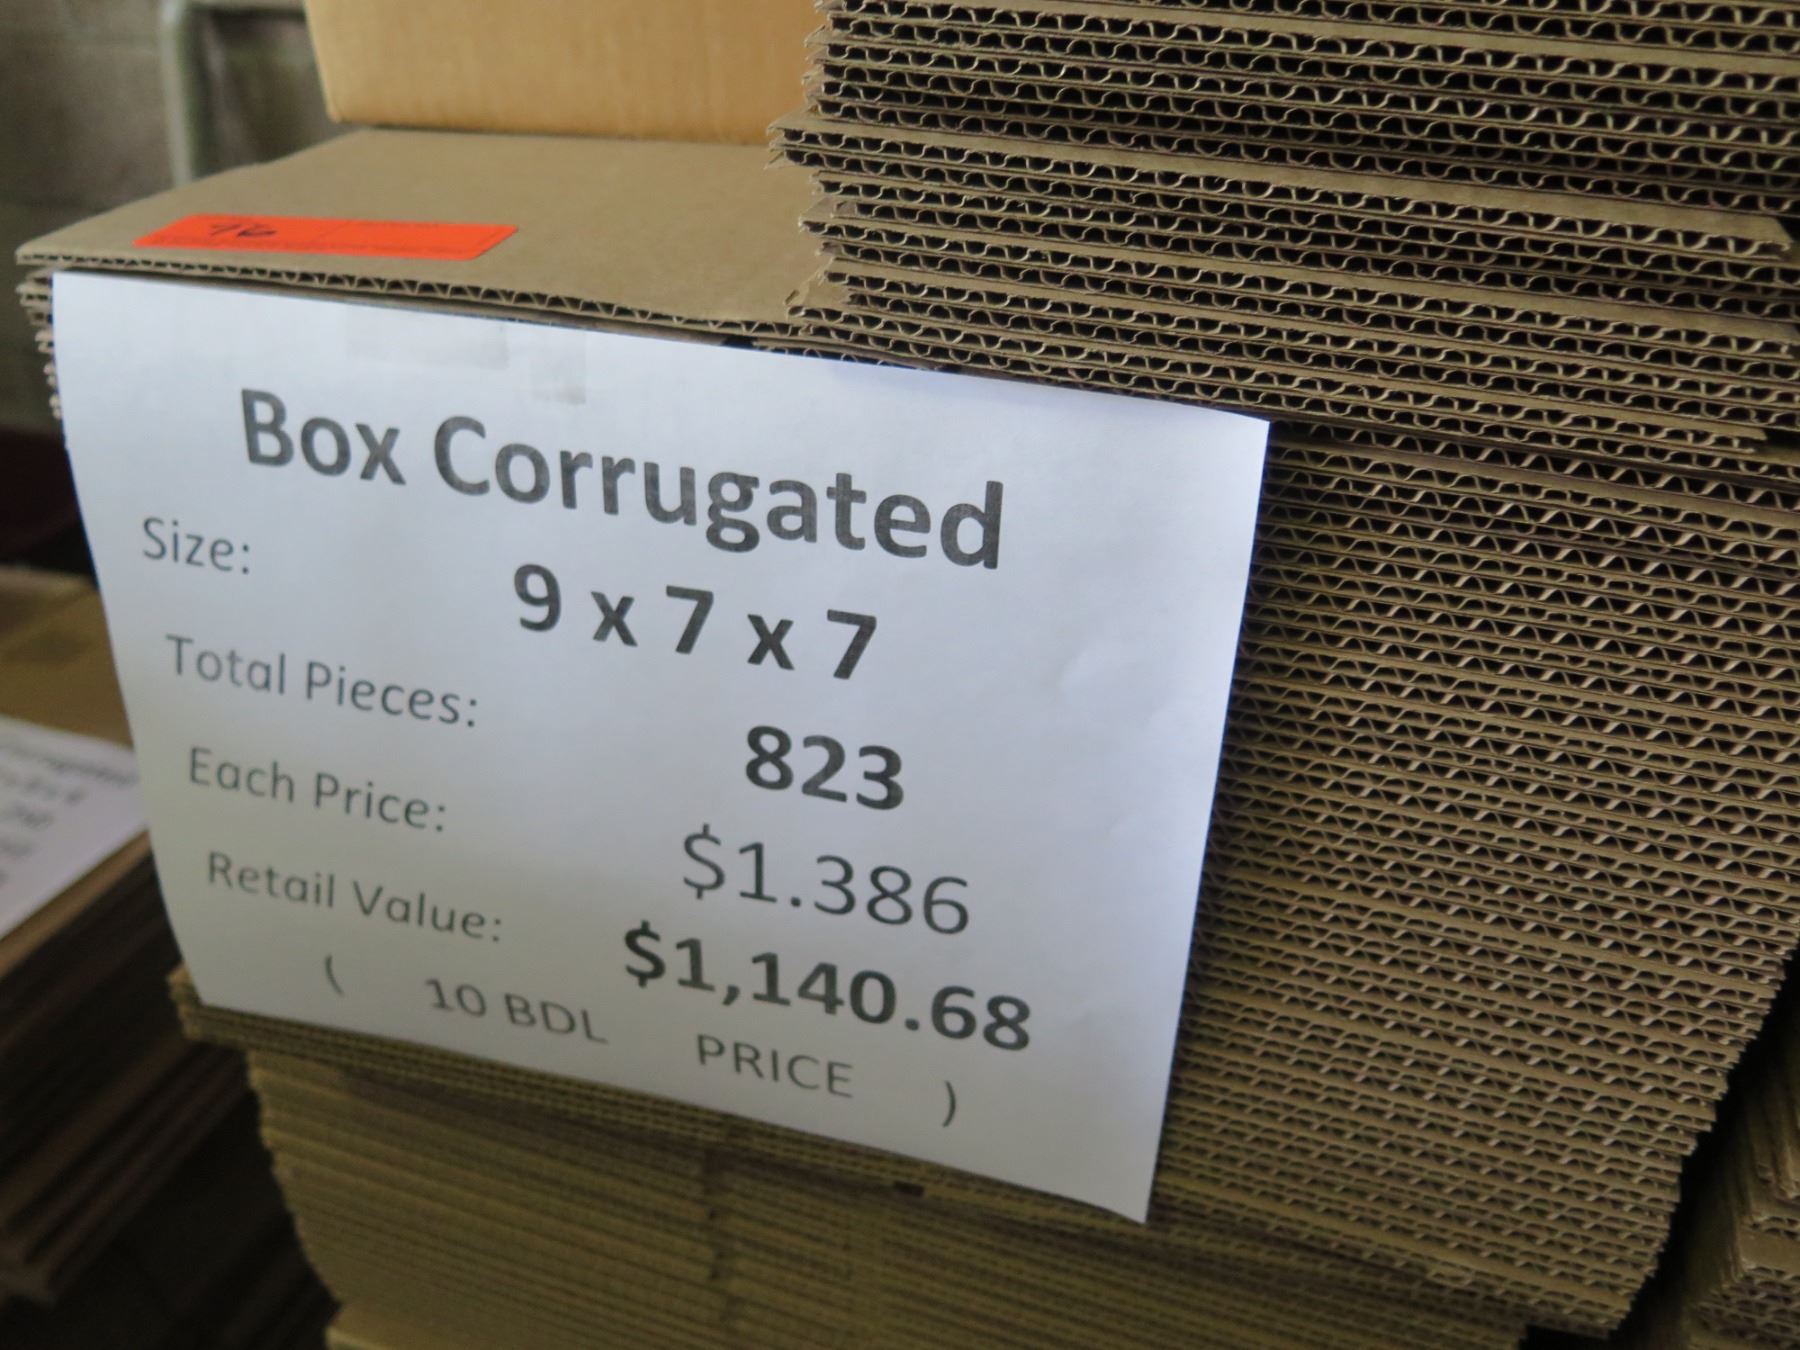 Box Corrugated
Size: 9 x 7 x 7
Total Pieces: 823
Each Price: $1.386
Retail Value: $1,140.68
( 10 BDL PRICE )